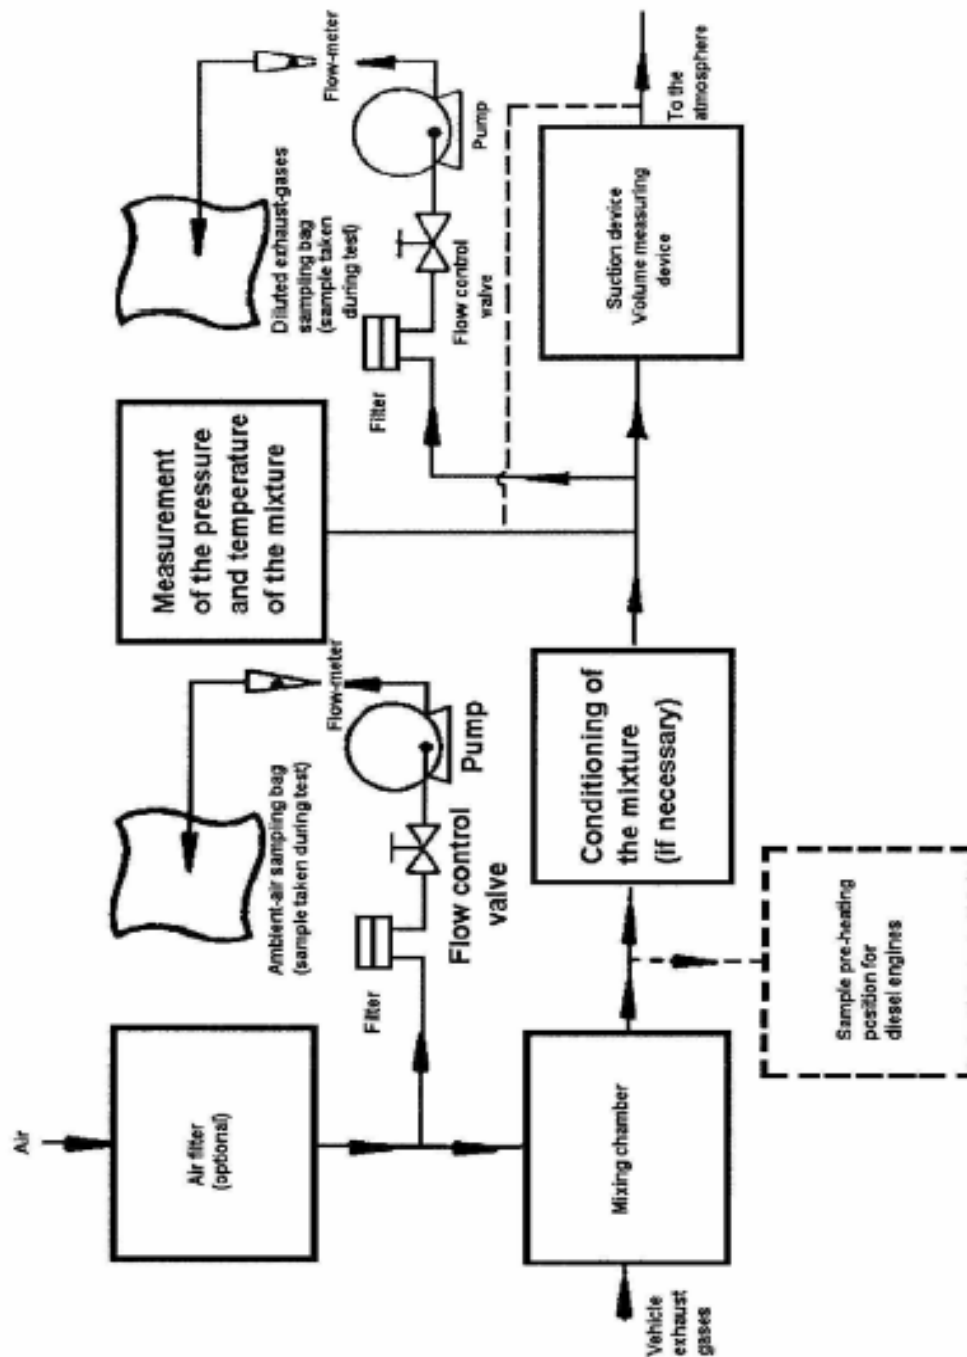 Air
Air filter
(optional)
Ambient-air sampling bag
(sample taken during test)
Flow-meter
Filter
Flow control
valve
Pump
Measurement
of the pressure
and temperature
of the mixture
Diluted exhaust-gases
sampling bag
(sample taken
during test)
Flow-meter
Filter
Flow control
valve
Pump
Vehicle
exhaust
gases
Mixing chamber
Conditioning of
the mixture
(if necessary)
Suction device
Volume measuring
device
To the
atmosphere
Sample pre-heating
position for
diesel engines